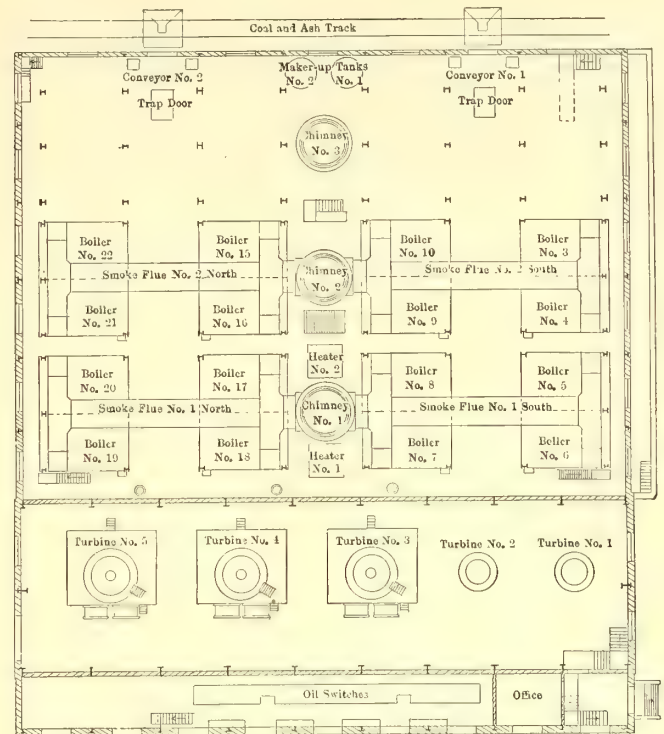 Coal and Ash Track
Conveyor No. 2
Make-up Tanks
No. 2 No. 1
Conveyor No. 1
Trap Door
Trap Door
Chimney
No. 3
Boiler
No. 22
Boiler
No. 15
Boiler
No. 10
Boiler
No. 3
Smoke Flue No. 2 North
Chimney
No. 2
Smoke Flue No. 2 South
Boiler
No. 21
Boiler
No. 16
Boiler
No. 9
Boiler
No. 4
Heater
No. 2
Boiler
No. 20
Boiler
No. 17
Boiler
No. 8
Boiler
No. 5
Smoke Flue No. 1 North
Chimney
No. 1
Smoke Flue No. 1 South
Boiler
No. 19
Boiler
No. 18
Heater
No. 1
Boiler
No. 7
Boiler
No. 6
Turbine No. 5
Turbine No. 4
Turbine No. 3
Turbine No. 2
Turbine No. 1
Oil Switches
Office